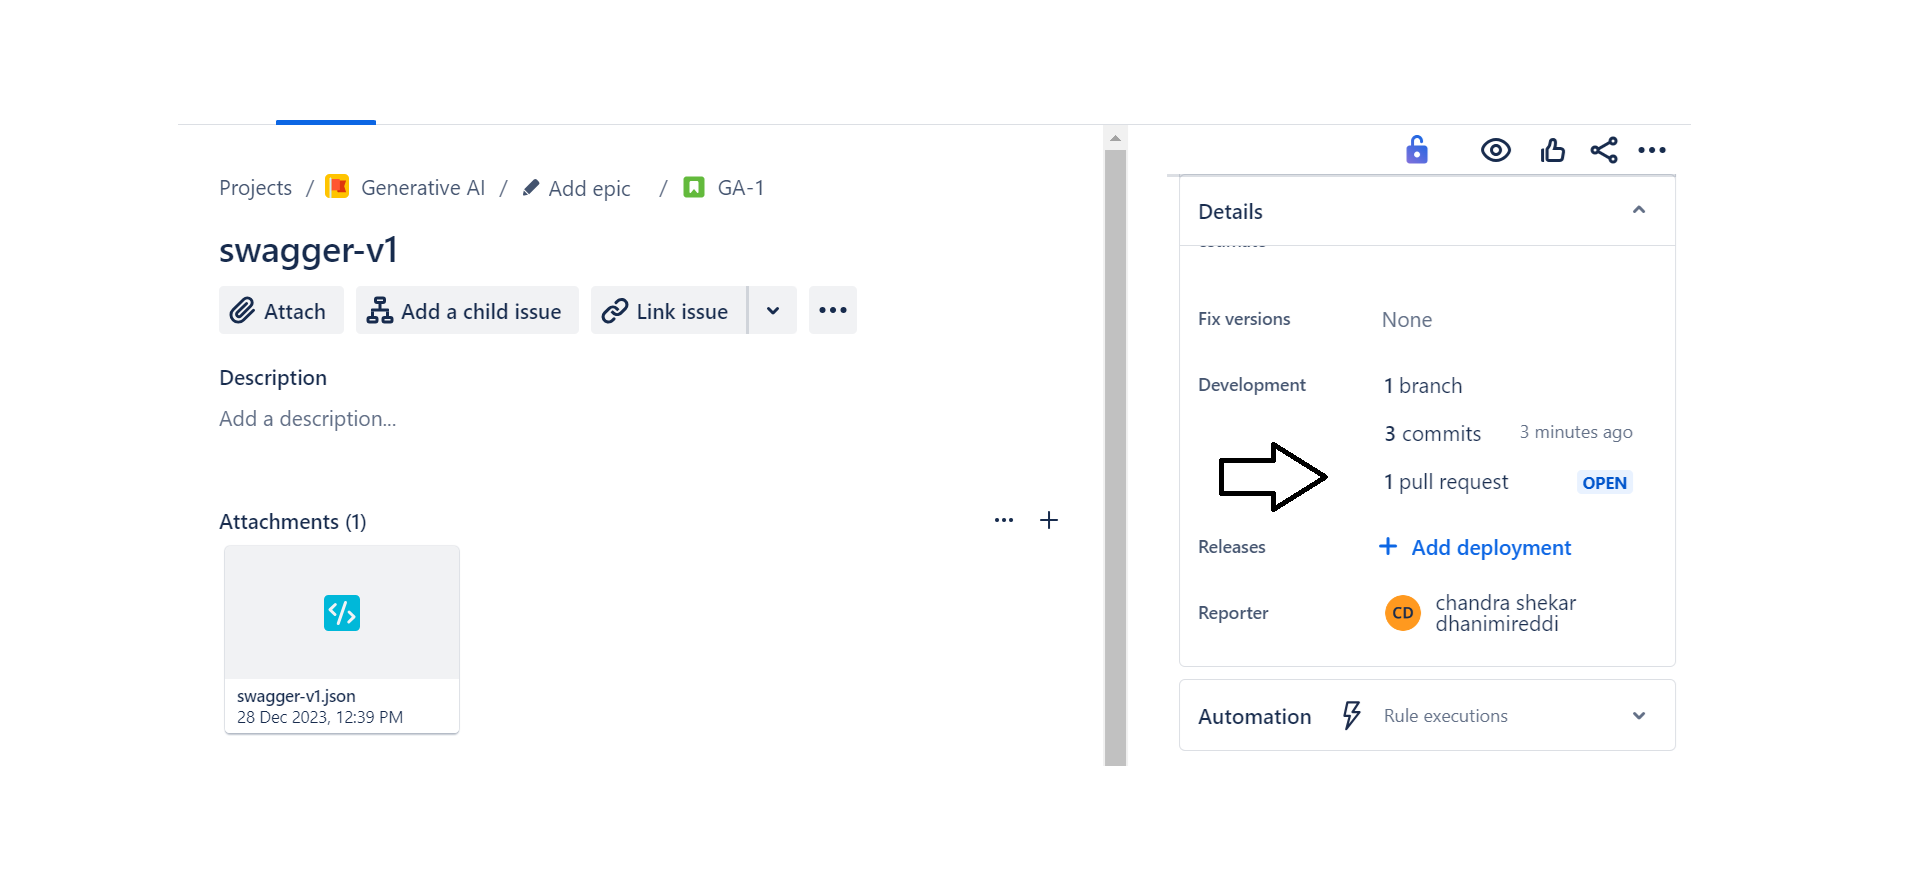 Projects / Generative AI / Add epic / GA-1
swagger-v1
Attach Add a child issue Link issue
Description
Add a description...
Attachments (1)
swagger-v1.json
28 Dec 2023, 12:39 PM
Details
Fix versions None
Development 1 branch
3 commits 3 minutes ago
1 pull request OPEN
Releases + Add deployment
Reporter CD chandra shekar
dhanimireddi
Automation Rule executions